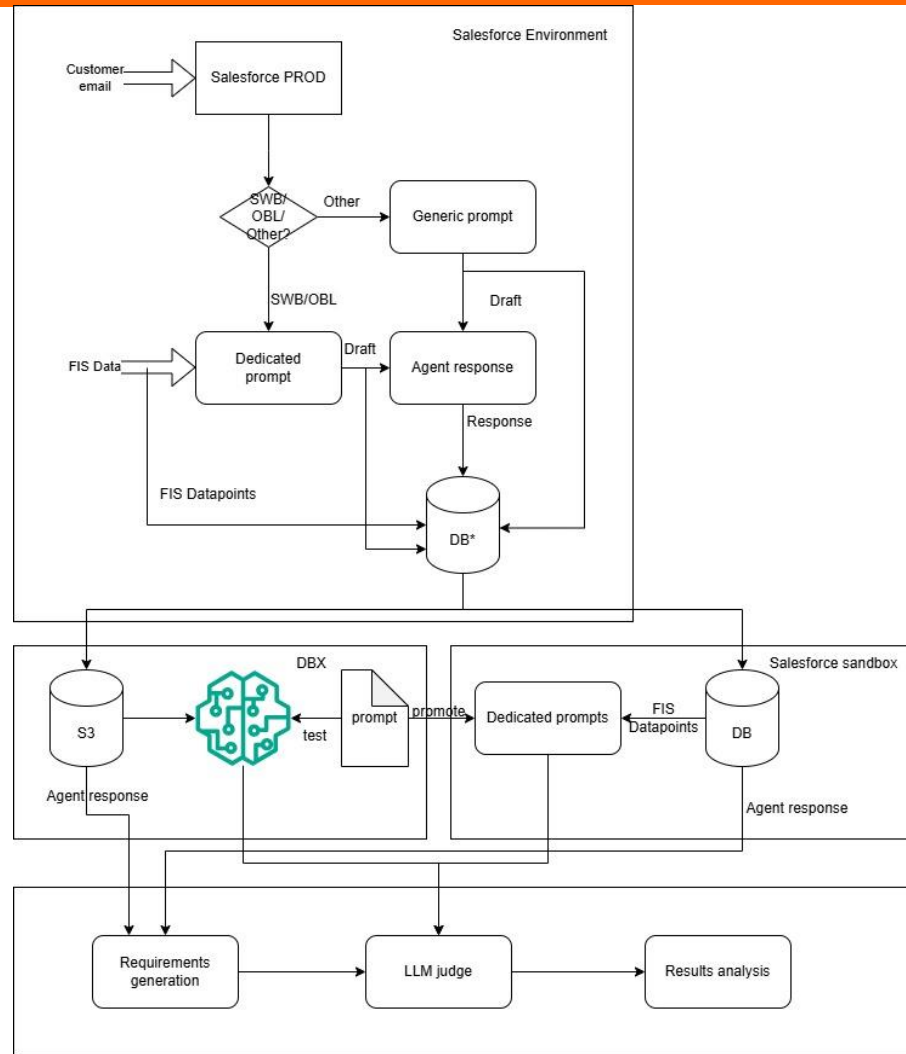 Salesforce Environment
Customer
email
Salesforce PROD
SWB/
OBL/
Other?
Other
Generic prompt
SWB/OBL
Draft
FIS Data
Dedicated
prompt
Draft
Agent response
Response
FIS Datapoints
DB*
DBX
Salesforce sandbox
S3
test
prompt
promote
Dedicated prompts
FIS
Datapoints
DB
Agent response
Agent response
Requirements
generation
LLM judge
Results analysis